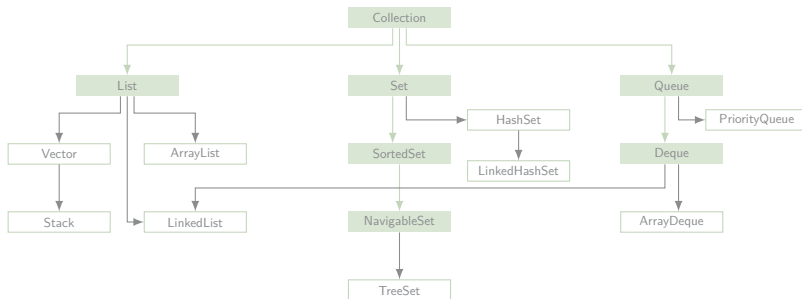 Collection
List
Set
Queue
HashSet
PriorityQueue
Vector
ArrayList
SortedSet
Deque
LinkedHashSet
Stack
LinkedList
NavigableSet
ArrayDeque
TreeSet